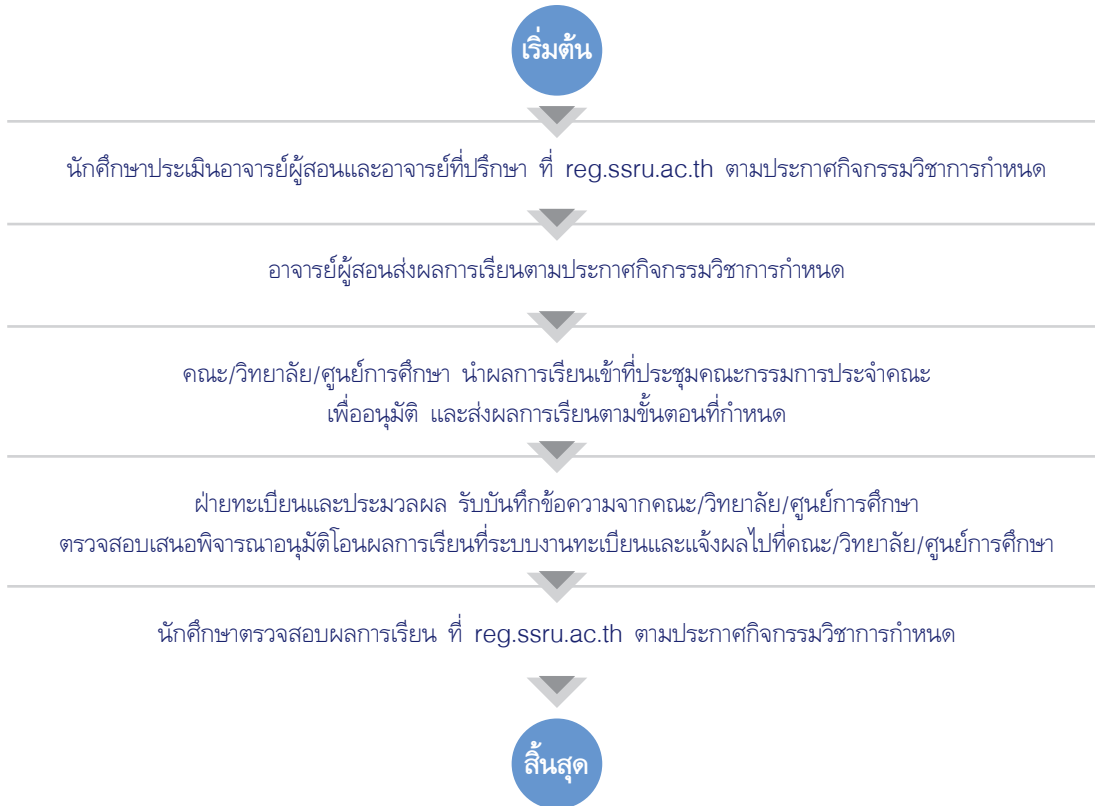 เริ่มต้น
นักศึกษาประเมินอาจารย์ผู้สอนและอาจารย์ที่ปรึกษา ที่ reg.ssru.ac.th ตามประกาศกิจกรรมวิชาการกำหนด
อาจารย์ผู้สอนส่งผลการเรียนตามประกาศกิจกรรมวิชาการกำหนด
คณะ/วิทยาลัย/ศูนย์การศึกษา นำผลการเรียนเข้าที่ประชุมคณะกรรมการประจำคณะ
เพื่ออนุมัติ และส่งผลการเรียนตามขั้นตอนที่กำหนด
ฝ่ายทะเบียนและประมวลผล รับบันทึกข้อความจากคณะ/วิทยาลัย/ศูนย์การศึกษา
ตรวจสอบเสนอพิจารณาอนุมัติโอนผลการเรียนที่ระบบงานทะเบียนและแจ้งผลไปที่คณะ/วิทยาลัย/ศูนย์การศึกษา
นักศึกษาตรวจสอบผลการเรียน ที่ reg.ssru.ac.th ตามประกาศกิจกรรมวิชาการกำหนด
สิ้นสุด